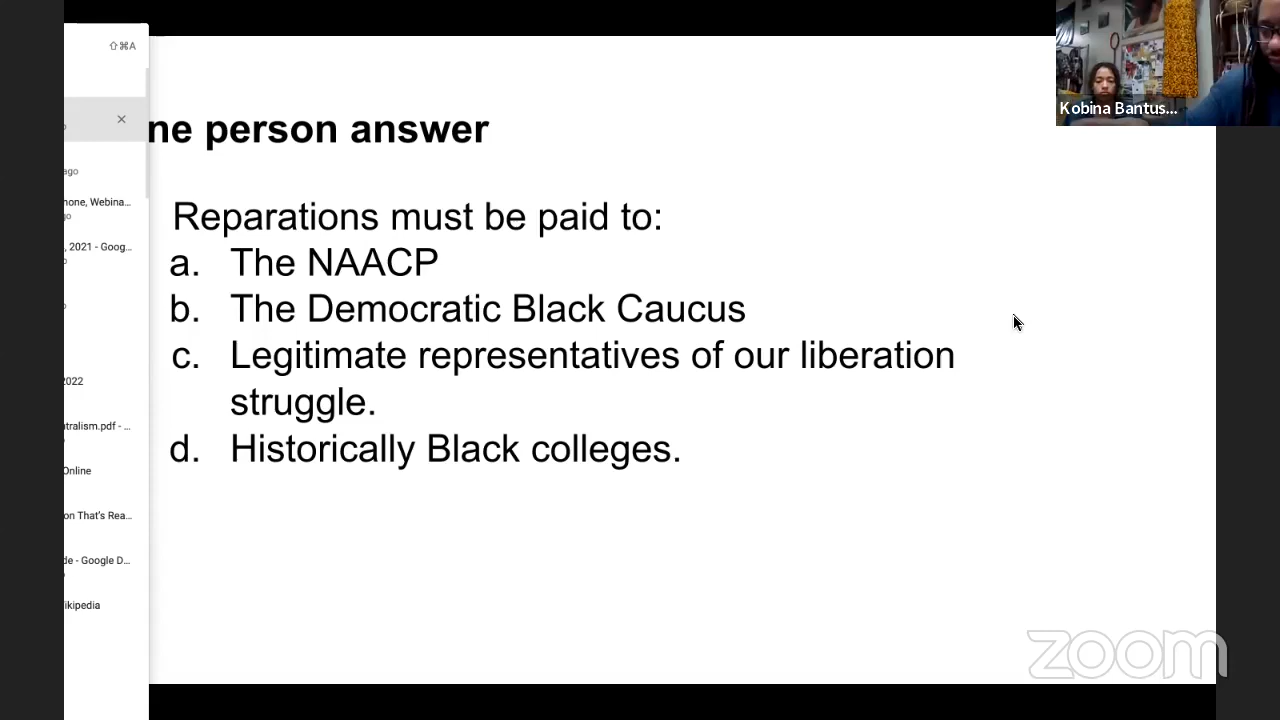 ⇧⌘A
Kobina Bantus...
ne person answer
ago
none, Webina...
go
, 2021 - Goog...
Reparations must be paid to:
a. The NAACP
b. The Democratic Black Caucus
c. Legitimate representatives of our liberation
struggle.
d. Historically Black colleges.
2022
ntralism.pdf - ...
Online
on That's Rea...
de - Google D...
ikipedia
zoom